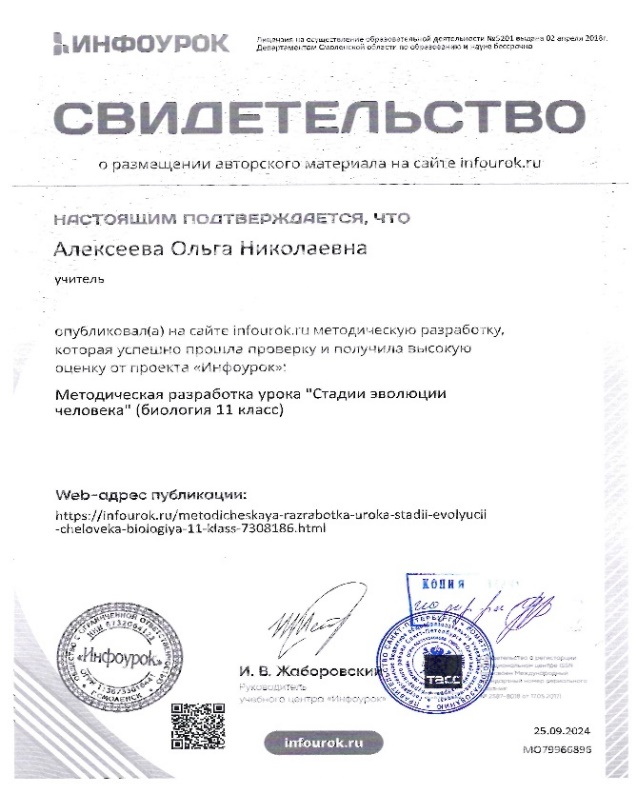 ИНФОУРОК
Лицензия на осуществление образовательной деятельности №5201 выдана 02 апреля 2018г.
Департаментом Смоленской области по образованию и науке бессрочно
СВИДЕТЕЛЬСТВО
о размещении авторского материала на сайте infourok.ru
НАСТОЯЩИМ ПОДТВЕРЖДАЕТСЯ, ЧТО
Алексеева Ольга Николаевна
учитель
опубликовал(а) на сайте infourok.ru методическую разработку,
которая успешно прошла проверку и получила высокую
оценку от проекта «Инфоурок»:
Методическая разработка урока "Стадии эволюции
человека" (биология 11 класс)
Web-адрес публикации:
https://infourok.ru/metodicheskaya-razrabotka-uroka-stadii-evolyucii
-cheloveka-biologiya-11-klass-7308186.html
КОПИЯ
«Инфоурок»
г. СМОЛЕНСК
И. В. Жаборовский
Руководитель
учебного центра «Инфоурок»
ТАСС
infourok.ru
25.09.2024
МО79966895